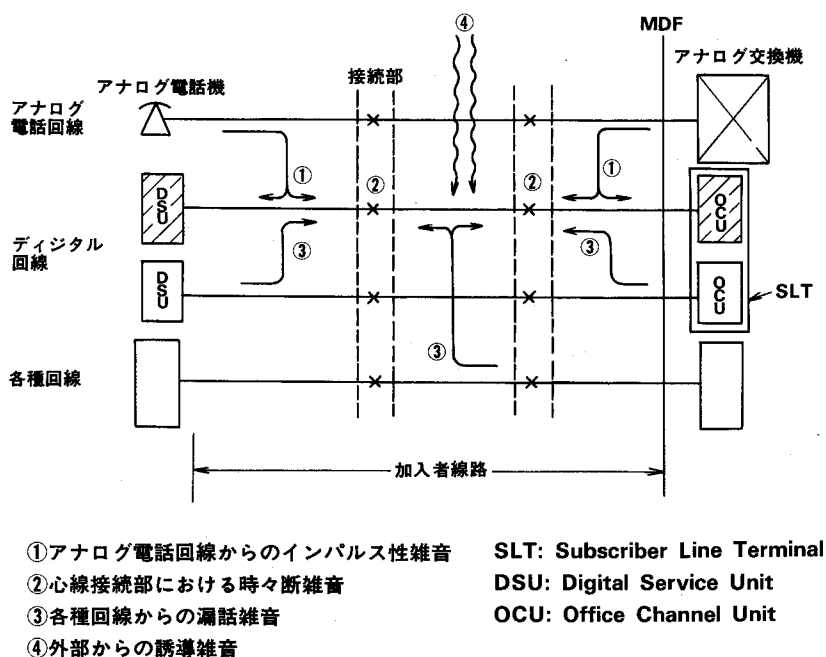 ④
MDF
アナログ電話機
接続部
アナログ交換機
アナログ
電話回線
①
①
DSU
②
②
OCU
③
③
ディジタル
回線
DSU
OCU
SLT
③
各種回線
加入者線路
①アナログ電話回線からのインパルス性雑音
②心線接続部における時々断雑音
③各種回線からの漏話雑音
④外部からの誘導雑音
SLT: Subscriber Line Terminal
DSU: Digital Service Unit
OCU: Office Channel Unit